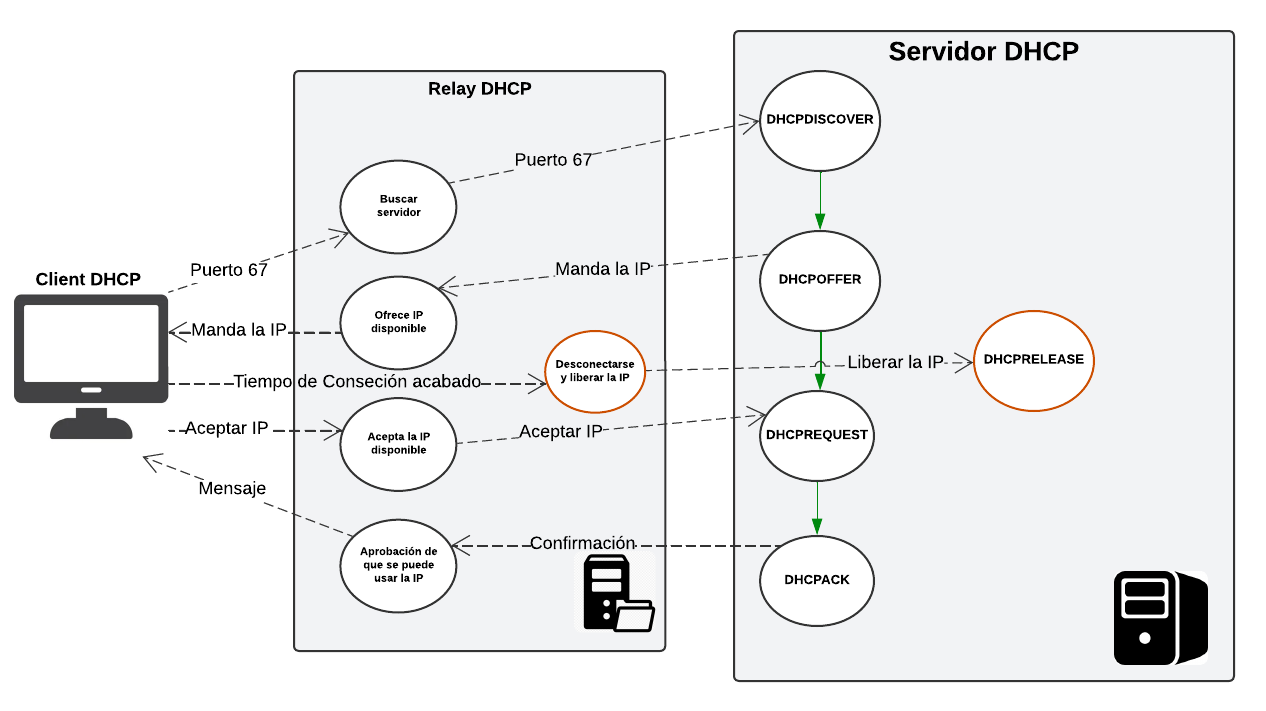 Servidor DHCP
Relay DHCP
DHCPDISCOVER
Puerto 67
Buscar
servidor
Puerto 67
Client DHCP
Manda la IP
DHCPOFFER
Ofrece IP
disponible
Manda la IP
Desconectarse
y liberar la IP
Liberar la IP
DHCPRELEASE
Tiempo de Conseción acabado
Aceptar IP
Acepta la IP
disponible
Aceptar IP
DHCPREQUEST
Mensaje
Confirmación
Aprobación de
que se puede
usar la IP
DHCPACK